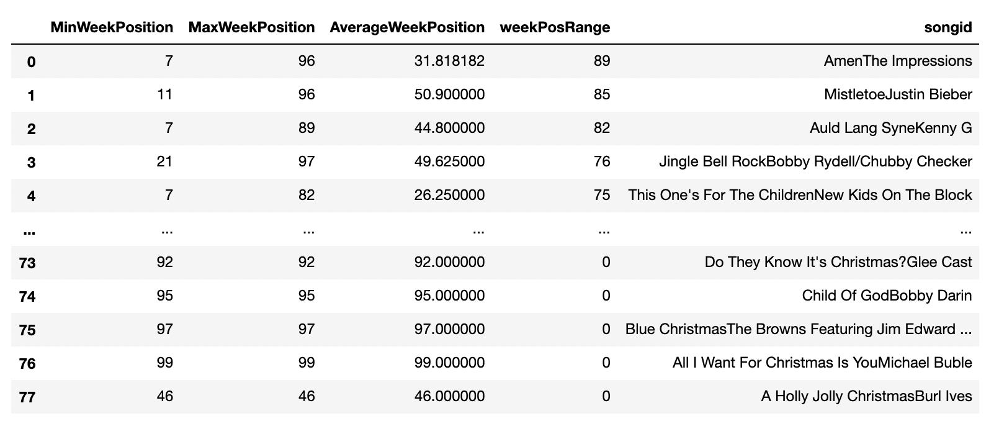 MinWeekPosition MaxWeekPosition AverageWeekPosition weekPosRange songid
0 7 96 31.818182 89 AmenThe Impressions
1 11 96 50.900000 85 MistletoeJustin Bieber
2 7 89 44.800000 82 Auld Lang SyneKenny G
3 21 97 49.625000 76 Jingle Bell RockBobby Rydell/Chubby Checker
4 7 82 26.250000 75 This One's For The ChildrenNew Kids On The Block
... ... ... ... ... ...
73 92 92 92.000000 0 Do They Know It's Christmas?Glee Cast
74 95 95 95.000000 0 Child Of GodBobby Darin
75 97 97 97.000000 0 Blue ChristmasThe Browns Featuring Jim Edward ...
76 99 99 99.000000 0 All I Want For Christmas Is YouMichael Buble
77 46 46 46.000000 0 A Holly Jolly ChristmasBurl Ives